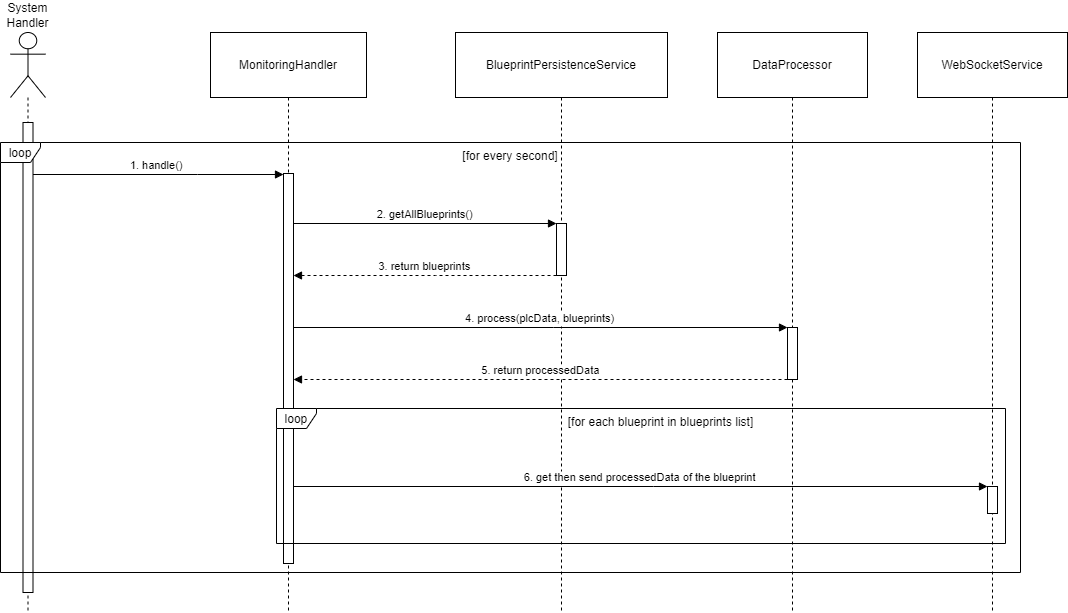 System
Handler
MonitoringHandler
BlueprintPersistenceService
DataProcessor
WebSocketService
loop
[for every second]
1. handle()
2. getAllBlueprints()
3. return blueprints
4. process(plcData, blueprints)
5. return processedData
loop
[for each blueprint in blueprints list]
6. get then send processedData of the blueprint